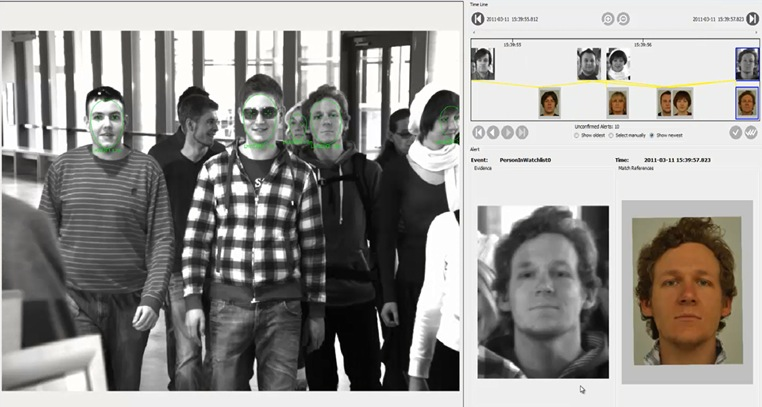 Time Line
2011-03-11 15:39:55.812
2011-03-11 15:39:57.823
15:39:55
15:39:56
Unconfirmed Alerts: 10
Show oldest
Select manually
Show newest
Alert
Event: PersonInWatchlist0
Time: 2011-03-11 15:39:57.823
Evidence
Match References